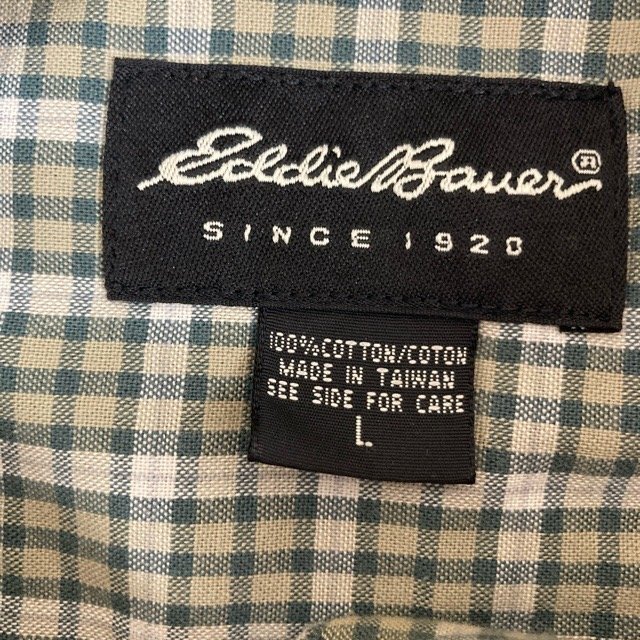 Eddie Bauer®
SINCE 1920
100% COTTON/COTON
MADE IN TAIWAN
SEE SIDE FOR CARE
L